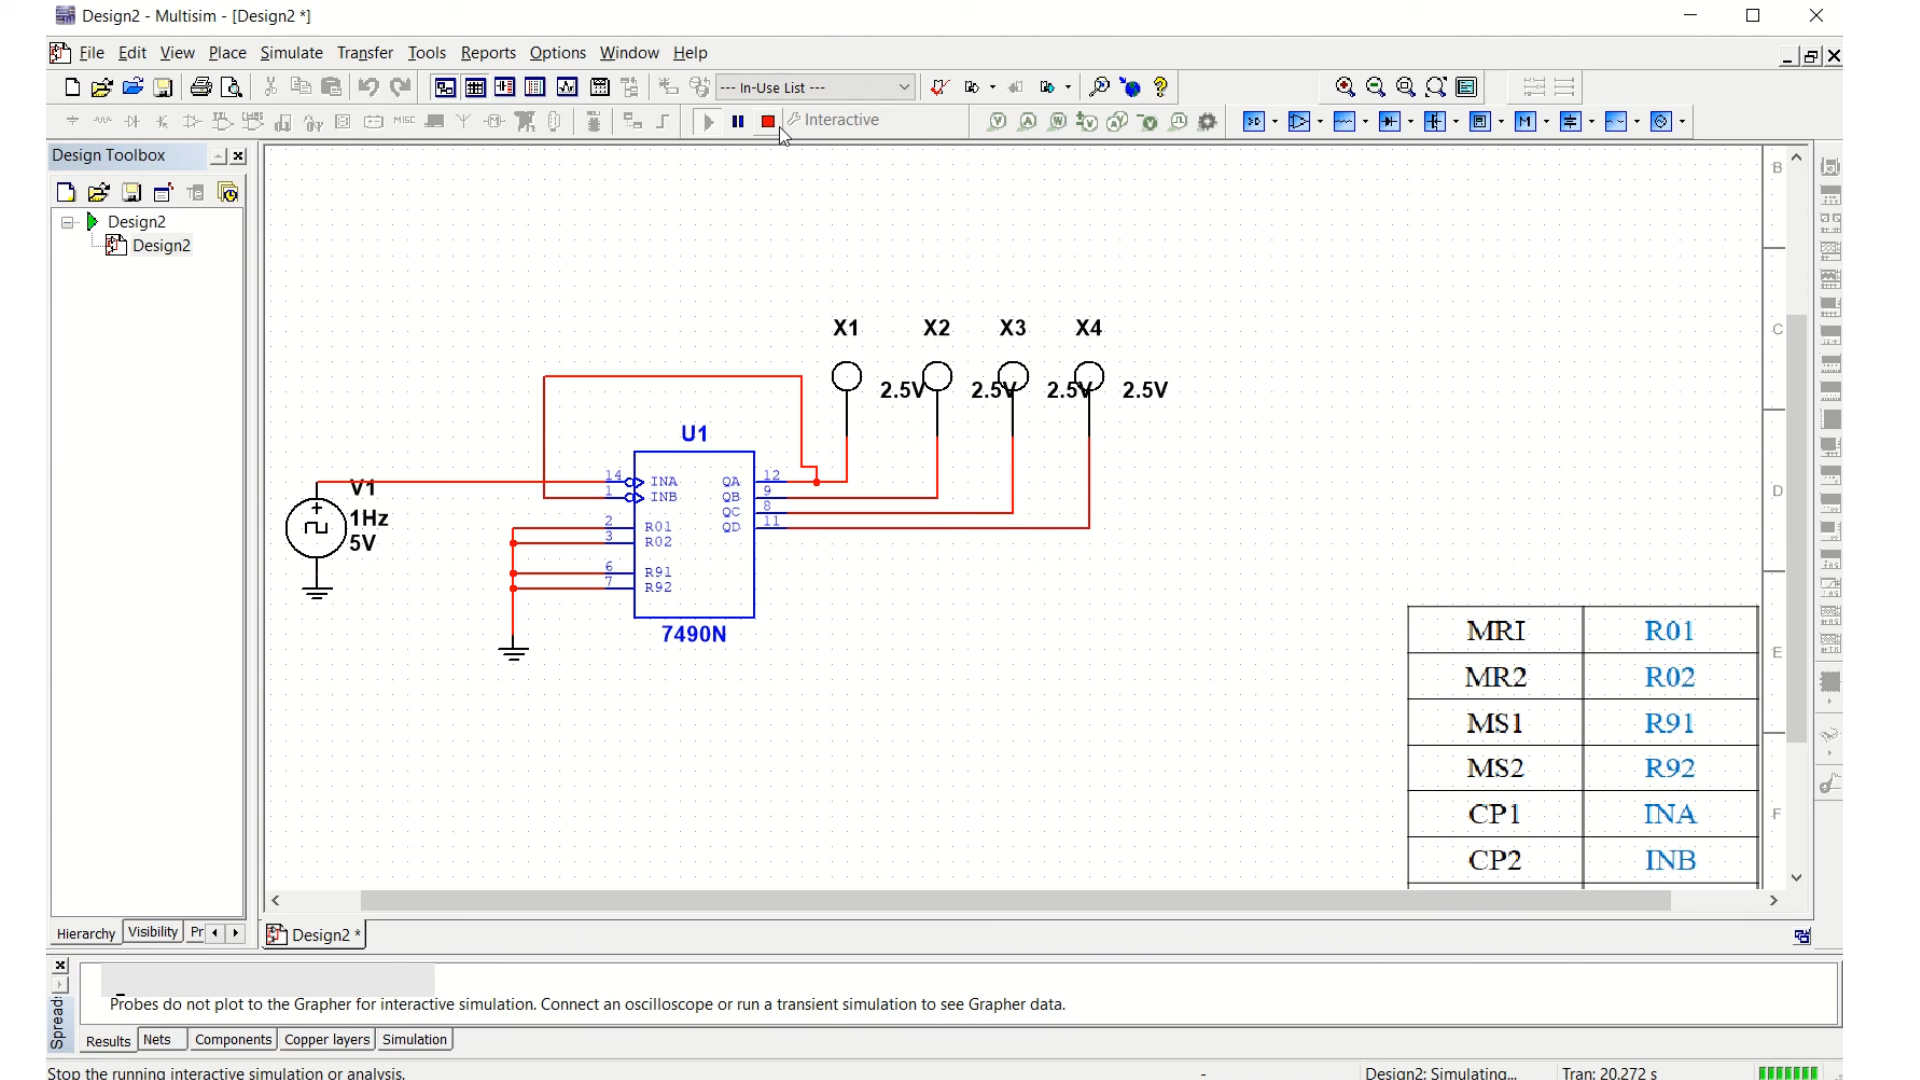 Design2 - Multisim - [Design2 *]
File Edit View Place Simulate Transfer Tools Reports Options Window Help
--- In-Use List ---
MISC
Interactive
Design Toolbox
Design2
Design2
B
C
D
E
F
X1 X2 X3 X4
2.5V 2.5V 2.5V 2.5V
U1
V1
1Hz
5V
14 INA QA 12
1 INB QB 9
QC 8
2 R01 QD 11
3 R02
6 R91
7 R92
7490N
MRI R01
MR2 R02
MS1 R91
MS2 R92
CP1 INA
CP2 INB
Hierarchy Visibility Pr
Design2 *
Spreads
Probes do not plot to the Grapher for interactive simulation. Connect an oscilloscope or run a transient simulation to see Grapher data.
Results Nets Components Copper layers Simulation
Stop the running interactive simulation or analysis. - Design2: Simulating... Tran: 20.272 s